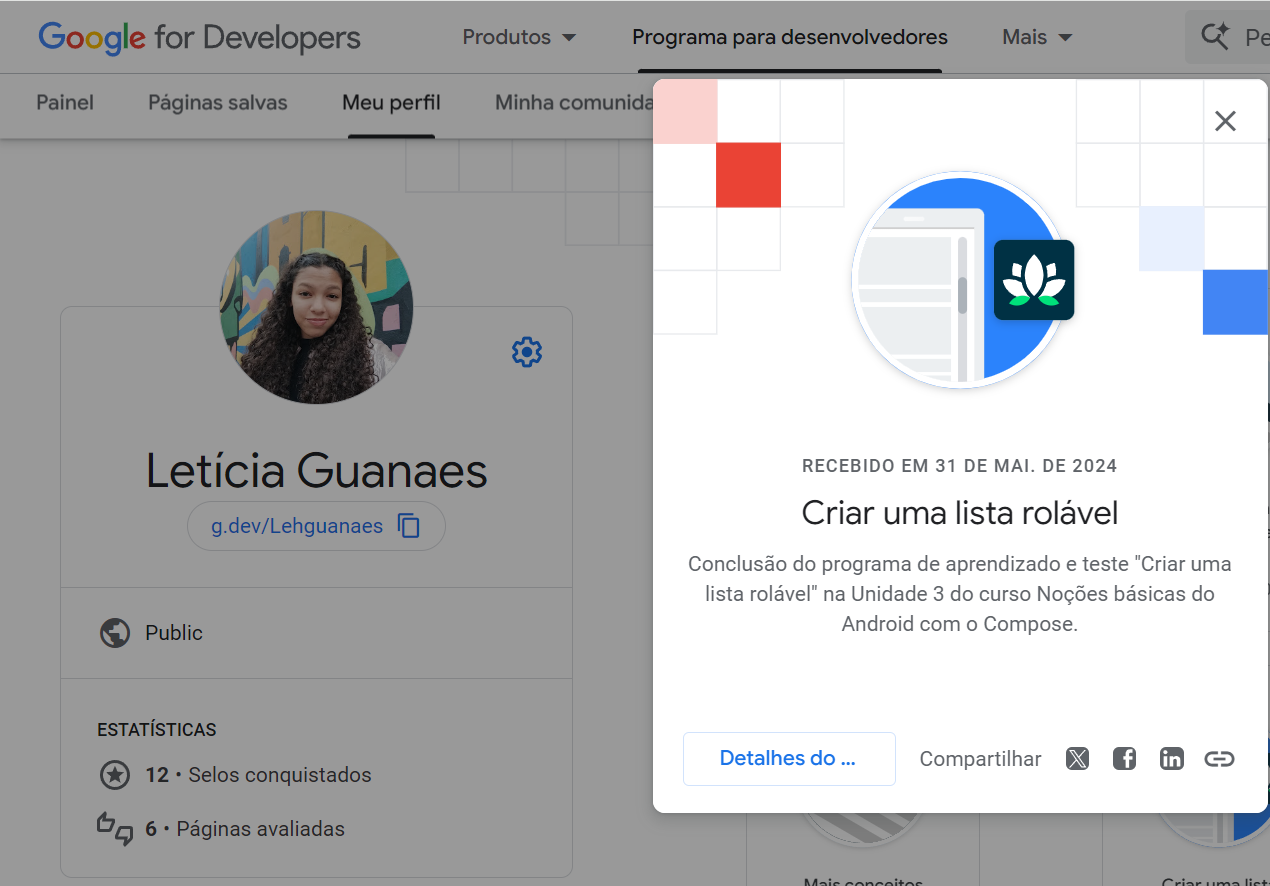 Google for Developers
Produtos
Programa para desenvolvedores
Mais
Pe
Painel
Páginas salvas
Meu perfil
Minha comunida
Letícia Guanaes
g.dev/Lehguanaes
Public
ESTATÍSTICAS
12 • Selos conquistados
6 • Páginas avaliadas
RECEBIDO EM 31 DE MAI. DE 2024
Criar uma lista rolável
Conclusão do programa de aprendizado e teste "Criar uma
lista rolável" na Unidade 3 do curso Noções básicas do
Android com o Compose.
Detalhes do ...
Compartilhar
Mais conceitos
Criar uma list